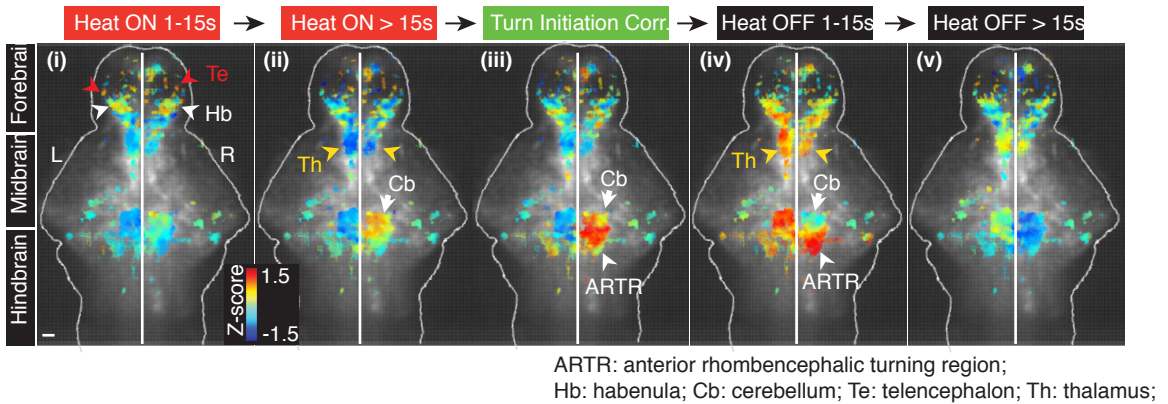 Heat ON 1-15s → Heat ON > 15s → Turn Initiation Corr. → Heat OFF 1-15s → Heat OFF > 15s
(i) (ii) (iii) (iv) (v)
Forebrai
Te
Hb
Midbrain
L R
Th
Th
Cb
Cb
Cb
Hindbrain
ARTR
ARTR
Z-score
1.5
-1.5
ARTR: anterior rhombencephalic turning region;
Hb: habenula; Cb: cerebellum; Te: telencephalon; Th: thalamus;